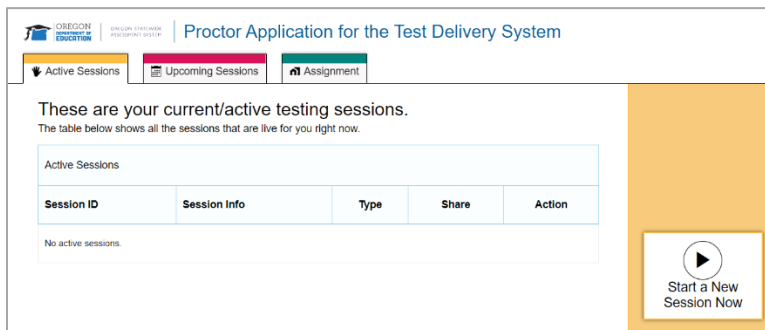 OREGON
DEPARTMENT OF
EDUCATION
OREGON STATEWIDE
ASSESSMENT SYSTEM
Proctor Application for the Test Delivery System
Active Sessions
Upcoming Sessions
Assignment
These are your current/active testing sessions.
The table below shows all the sessions that are live for you right now.
Active Sessions
Session ID Session Info Type Share Action
No active sessions.
Start a New
Session Now